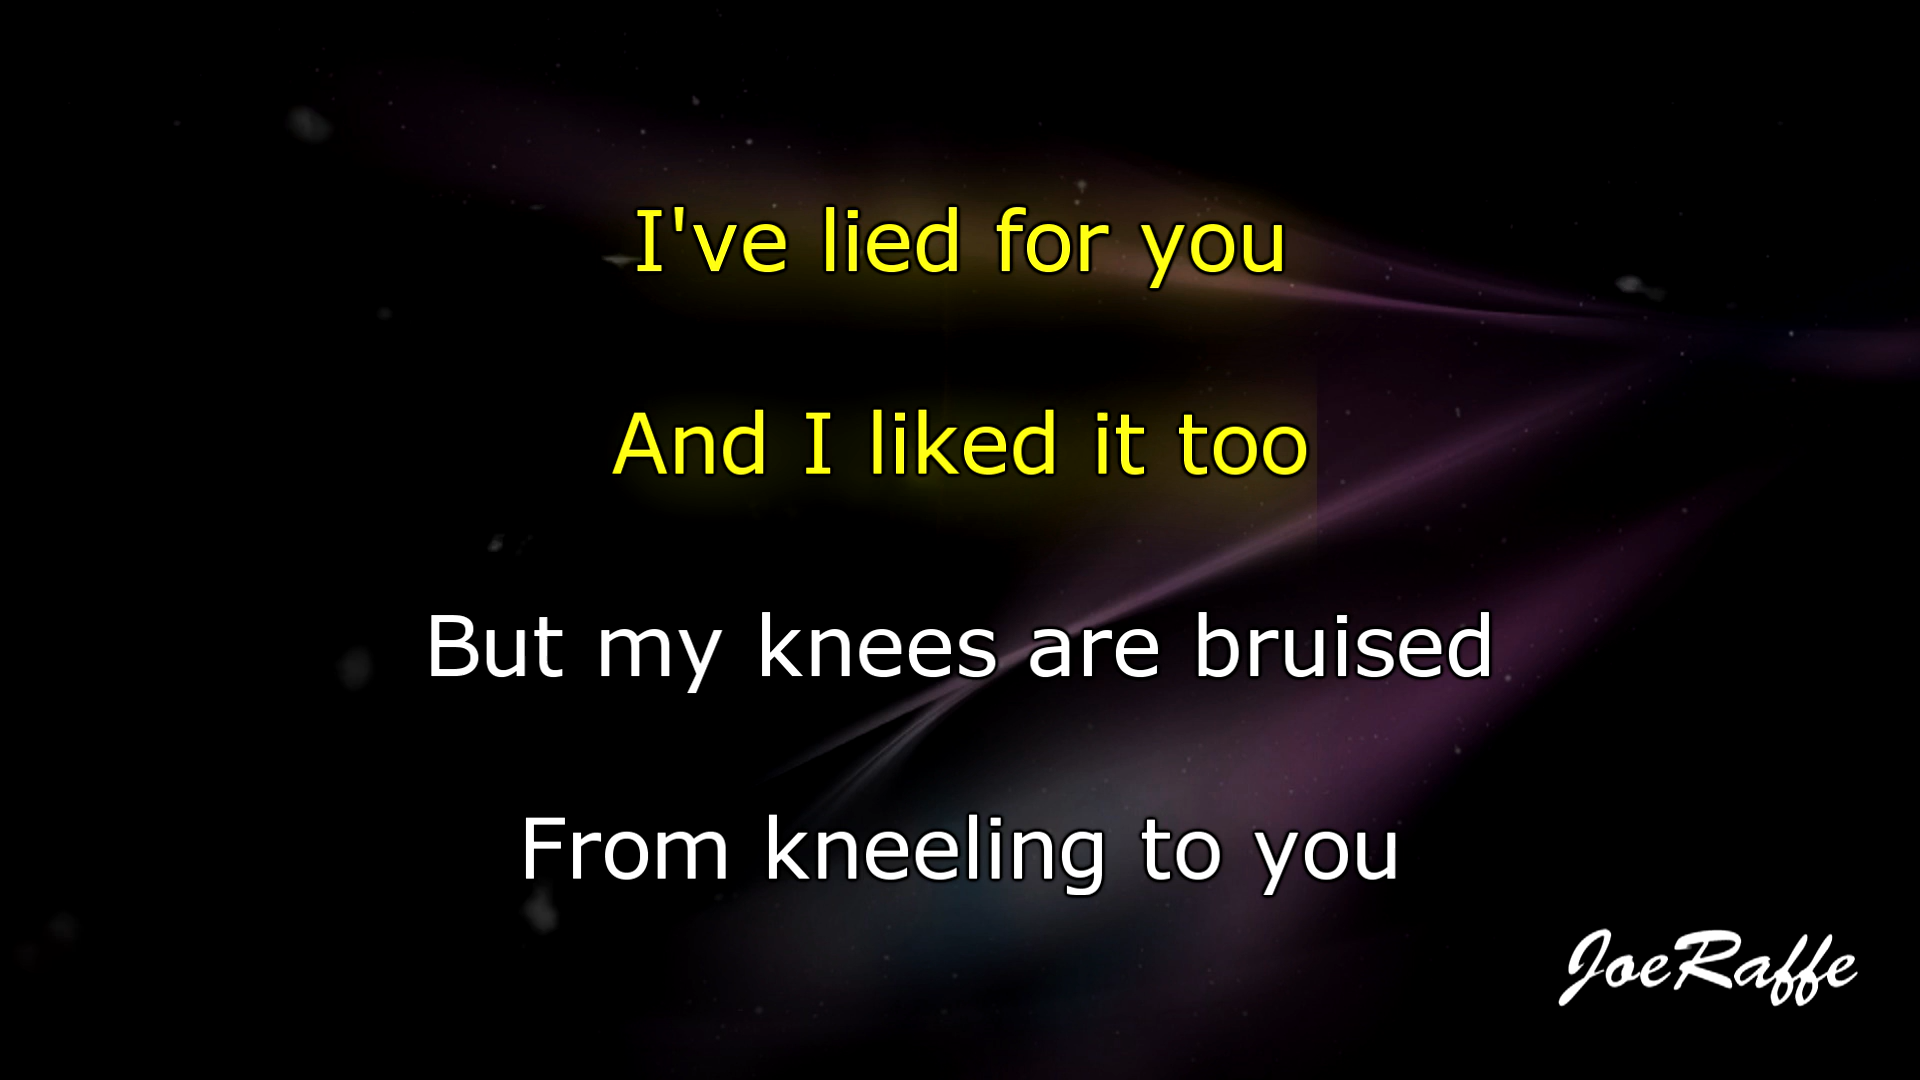 I've lied for you
And I liked it too
But my knees are bruised
From kneeling to you
JoeRaffe